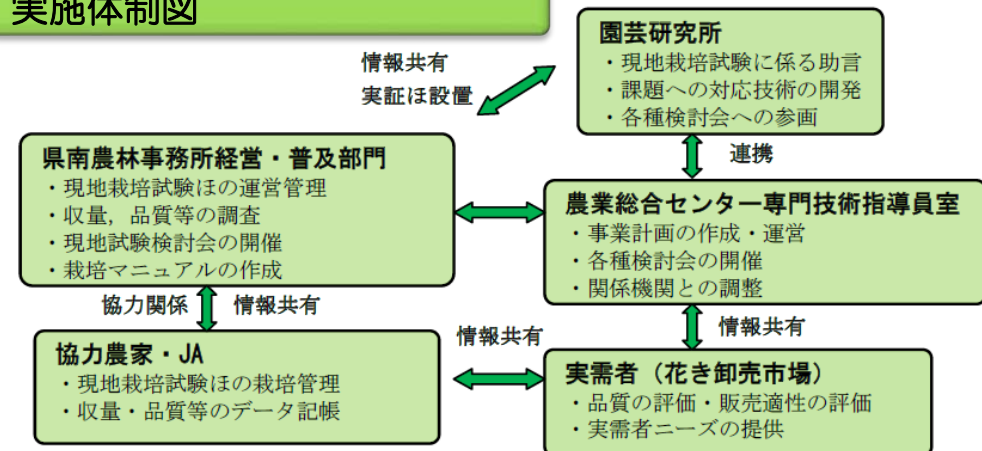 実施体制図
園芸研究所
・現地栽培試験に係る助言
・課題への対応技術の開発
・各種検討会への参画
情報共有
実証ほ設置
連携
県南農林事務所経営・普及部門
・現地栽培試験ほの運営管理
・収量，品質等の調査
・現地試験検討会の開催
・栽培マニュアルの作成
農業総合センター専門技術指導員室
・事業計画の作成・運営
・各種検討会の開催
・関係機関との調整
協力関係
情報共有
情報共有
情報共有
協力農家・JA
・現地栽培試験ほの栽培管理
・収量・品質等のデータ記帳
実需者（花き卸売市場）
・品質の評価・販売適性の評価
・実需者ニーズの提供